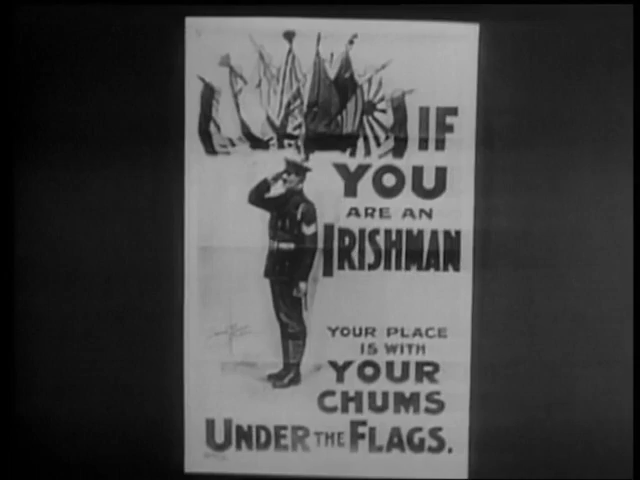 IF
YOU
ARE AN
IRISHMAN
YOUR PLACE
IS WITH
YOUR
CHUMS
UNDER THE FLAGS.